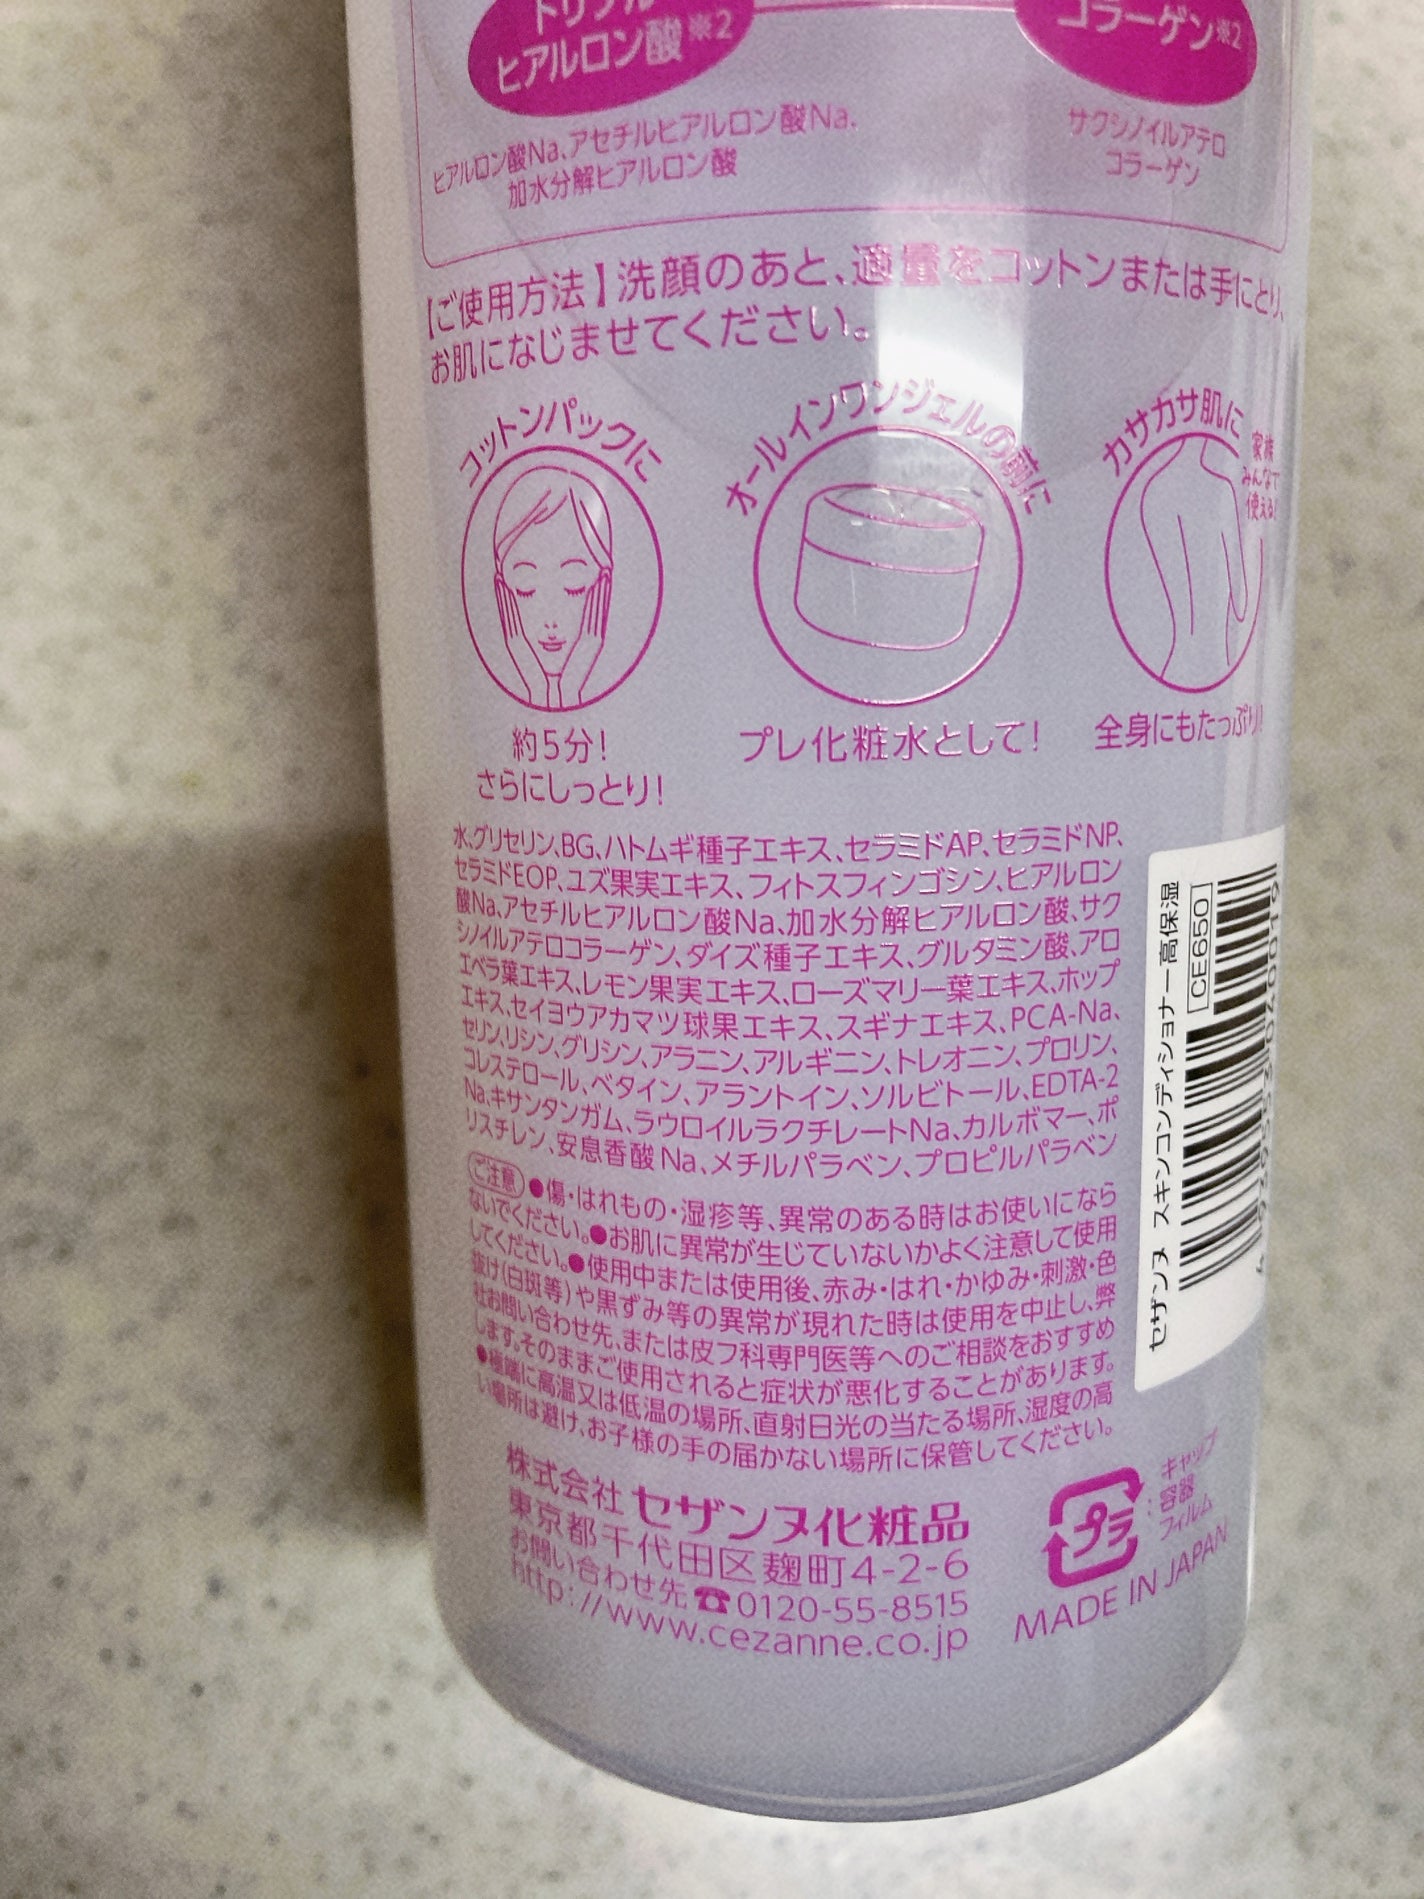 トリプル
ヒアルロン酸※2
コラーゲン※2
ヒアルロン酸Na、アセチルヒアルロン酸Na、
加水分解ヒアルロン酸
サクシノイルアテロ
コラーゲン
【ご使用方法】洗顔のあと、適量をコットンまたは手にとり、
お肌になじませてください。
コットンパックに
約5分!
さらにしっとり!
オールインワンジェルの前に
プレ化粧水として!
カサカサ肌に
家族
みんなで
使える!
全身にもたっぷり!
水、グリセリン、BG、ハトムギ種子エキス、セラミドAP、セラミドNP、
セラミドEOP、ユズ果実エキス、フィトスフィンゴシン、ヒアルロン
酸Na、アセチルヒアルロン酸Na、加水分解ヒアルロン酸、サク
シノイルアテロコラーゲン、ダイズ種子エキス、グルタミン酸、アロ
エベラ葉エキス、レモン果実エキス、ローズマリー葉エキス、ホップ
エキス、セイヨウアカマツ球果エキス、スギナエキス、PCA-Na、
セリン、リシン、グリシン、アラニン、アルギニン、トレオニン、プロリン、
コレステロール、ベタイン、アラントイン、ソルビトール、EDTA-2
Na、キサンタンガム、ラウロイルラクチレートNa、カルボマー、ポ
リスチレン、安息香酸Na、メチルパラベン、プロピルパラベン
ご注意 ●傷・はれもの・湿疹等、異常のある時はお使いになら
ないでください。●お肌に異常が生じていないかよく注意して使用
してください。●使用中または使用後、赤み・はれ・かゆみ・刺激・色
抜け(白斑等)や黒ずみ等の異常が現れた時は使用を中止し、弊
社お問い合わせ先、または皮フ科専門医等へのご相談をおすすめ
します。そのままご使用されると症状が悪化することがあります。
●極端に高温又は低温の場所、直射日光の当たる場所、湿度の高
い場所は避け、お子様の手の届かない場所に保管してください。
株式会社 セザンヌ化粧品
東京都千代田区麹町4-2-6
お問い合わせ先☎0120-55-8515
http://www.cezanne.co.jp
プラ
キャップ
:容器
フィルム
MADE IN JAPAN
セザンヌ スキンコンディショナー高保湿
CE650